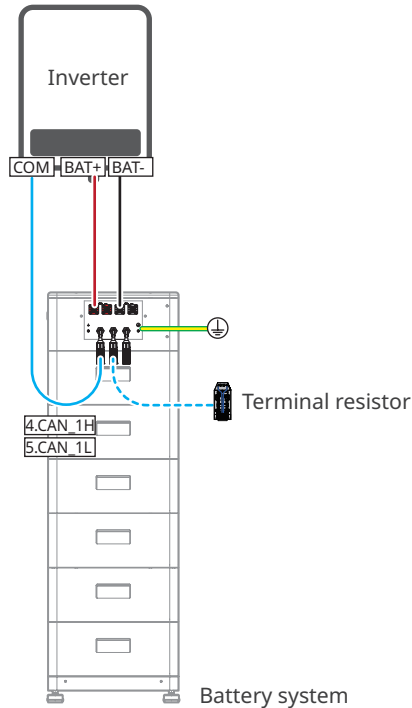 Inverter
COM BAT+ BAT-
Terminal resistor
4.CAN_1H
5.CAN_1L
Battery system